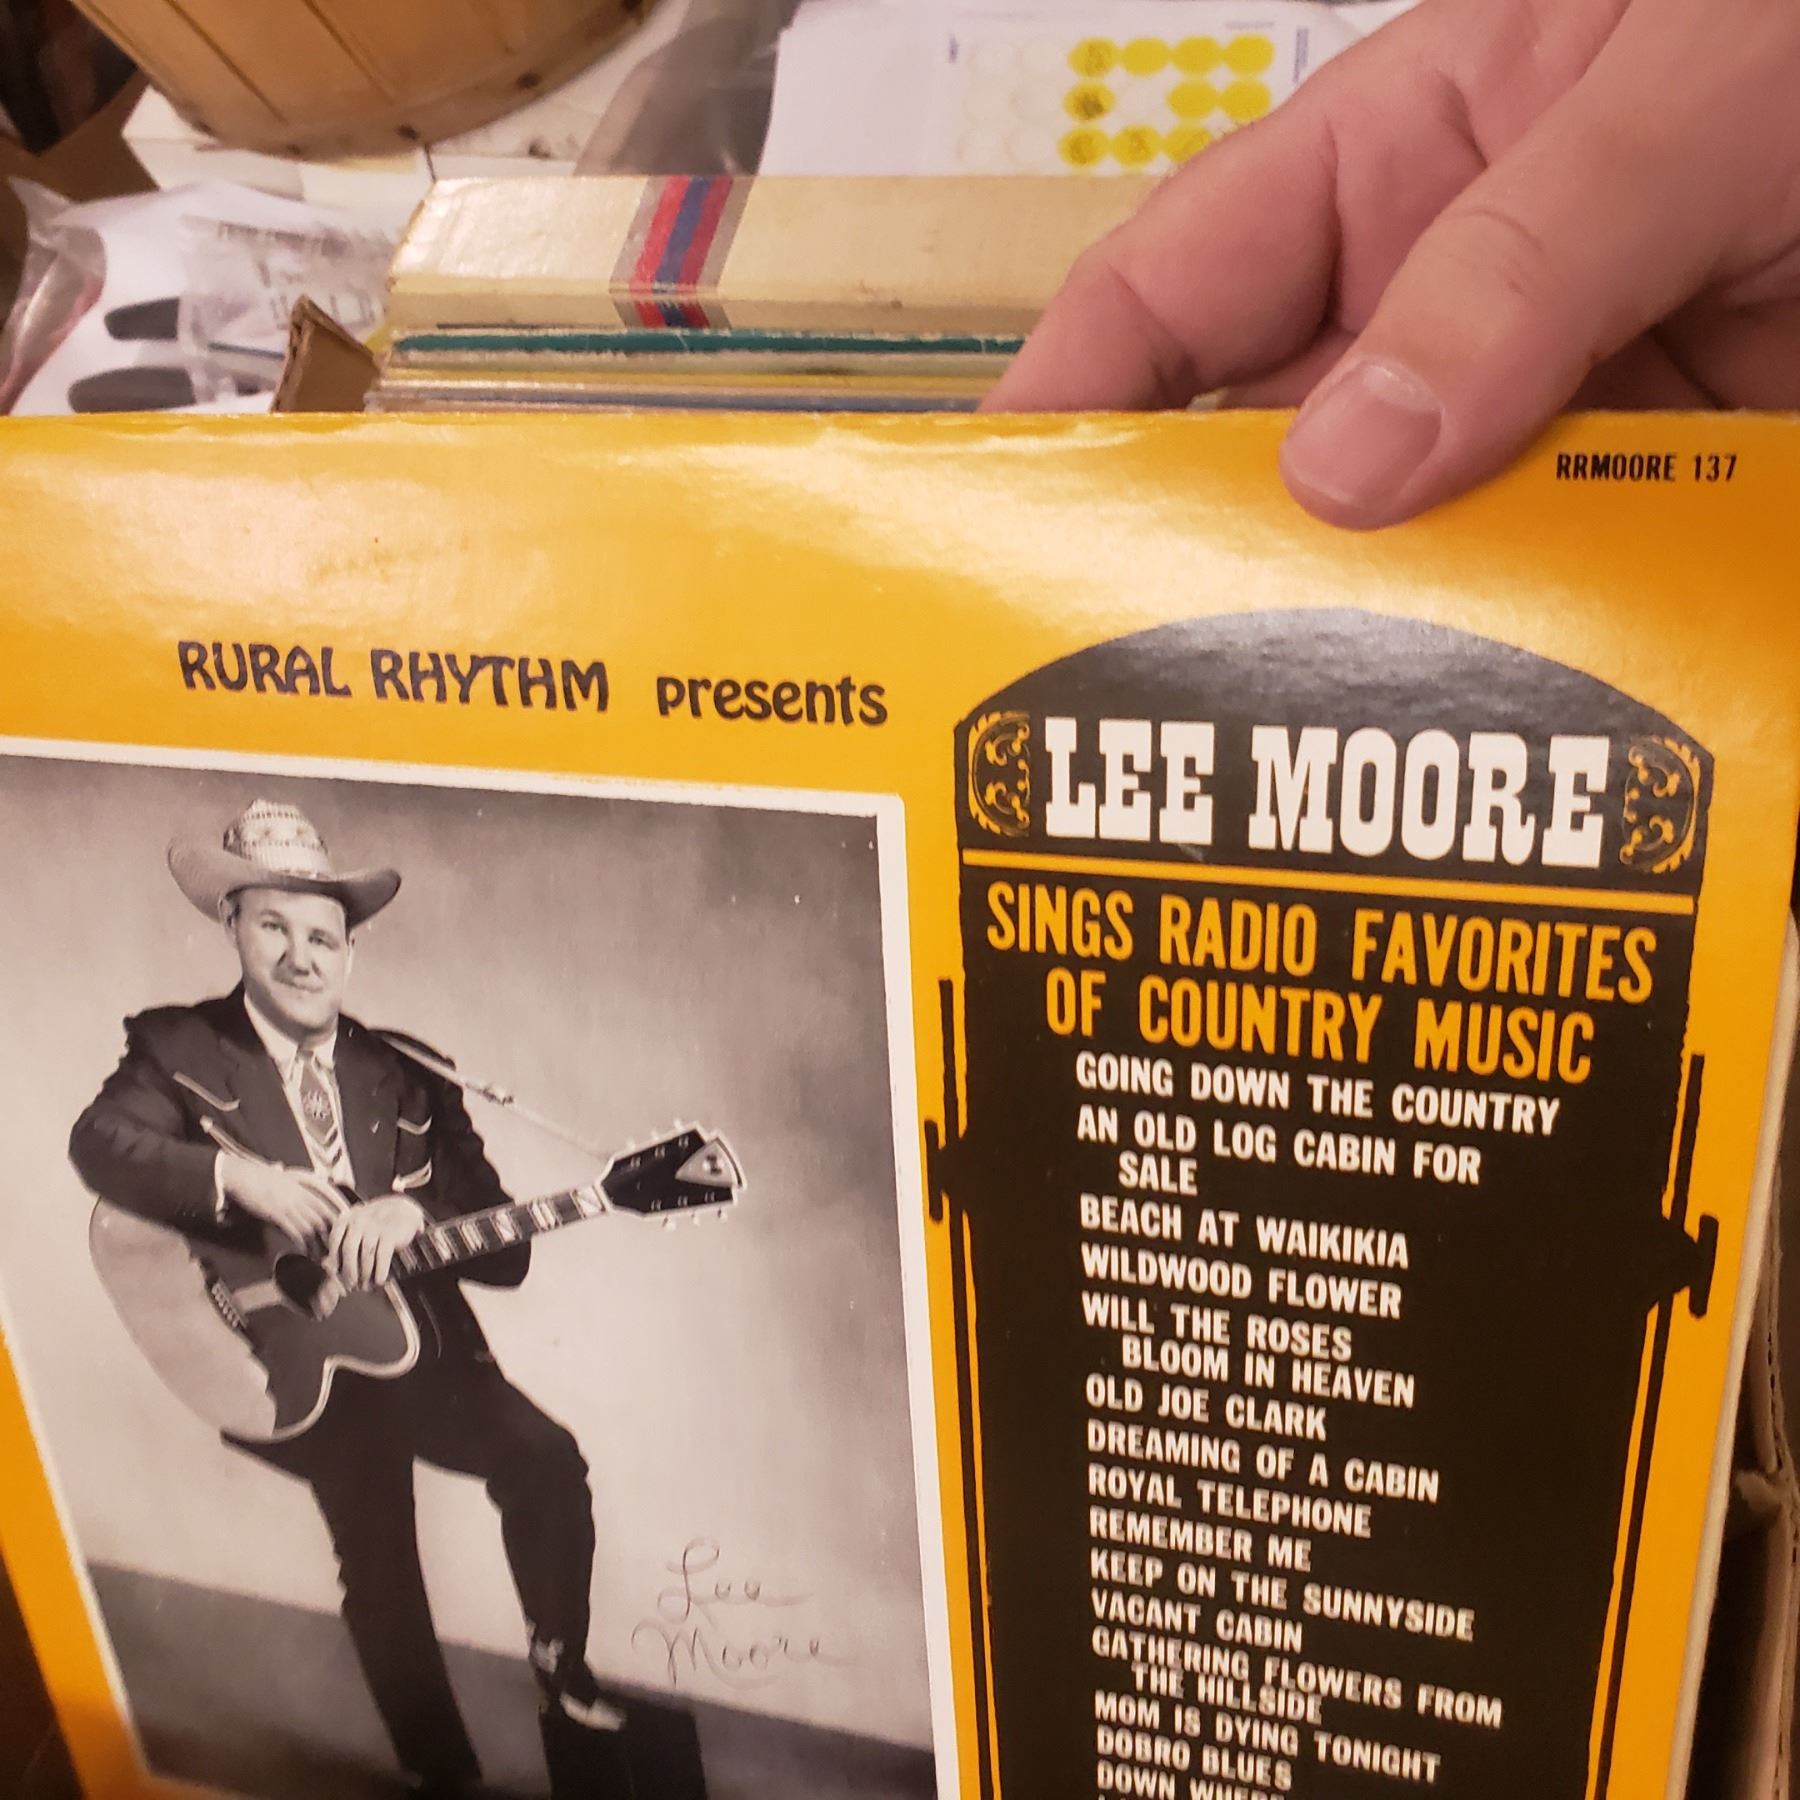 RRMOORE 137
RURAL RHYTHM presents
LEE MOORE
SINGS RADIO FAVORITES
OF COUNTRY MUSIC
GOING DOWN THE COUNTRY
AN OLD LOG CABIN FOR
SALE
BEACH AT WAIKIKIA
WILDWOOD FLOWER
WILL THE ROSES
BLOOM IN HEAVEN
OLD JOE CLARK
DREAMING OF A CABIN
ROYAL TELEPHONE
REMEMBER ME
KEEP ON THE SUNNYSIDE
VACANT CABIN
GATHERING FLOWERS FROM
THE HILLSIDE
MOM IS DYING TONIGHT
DOBRO BLUES
DOWN
Lee
Moore